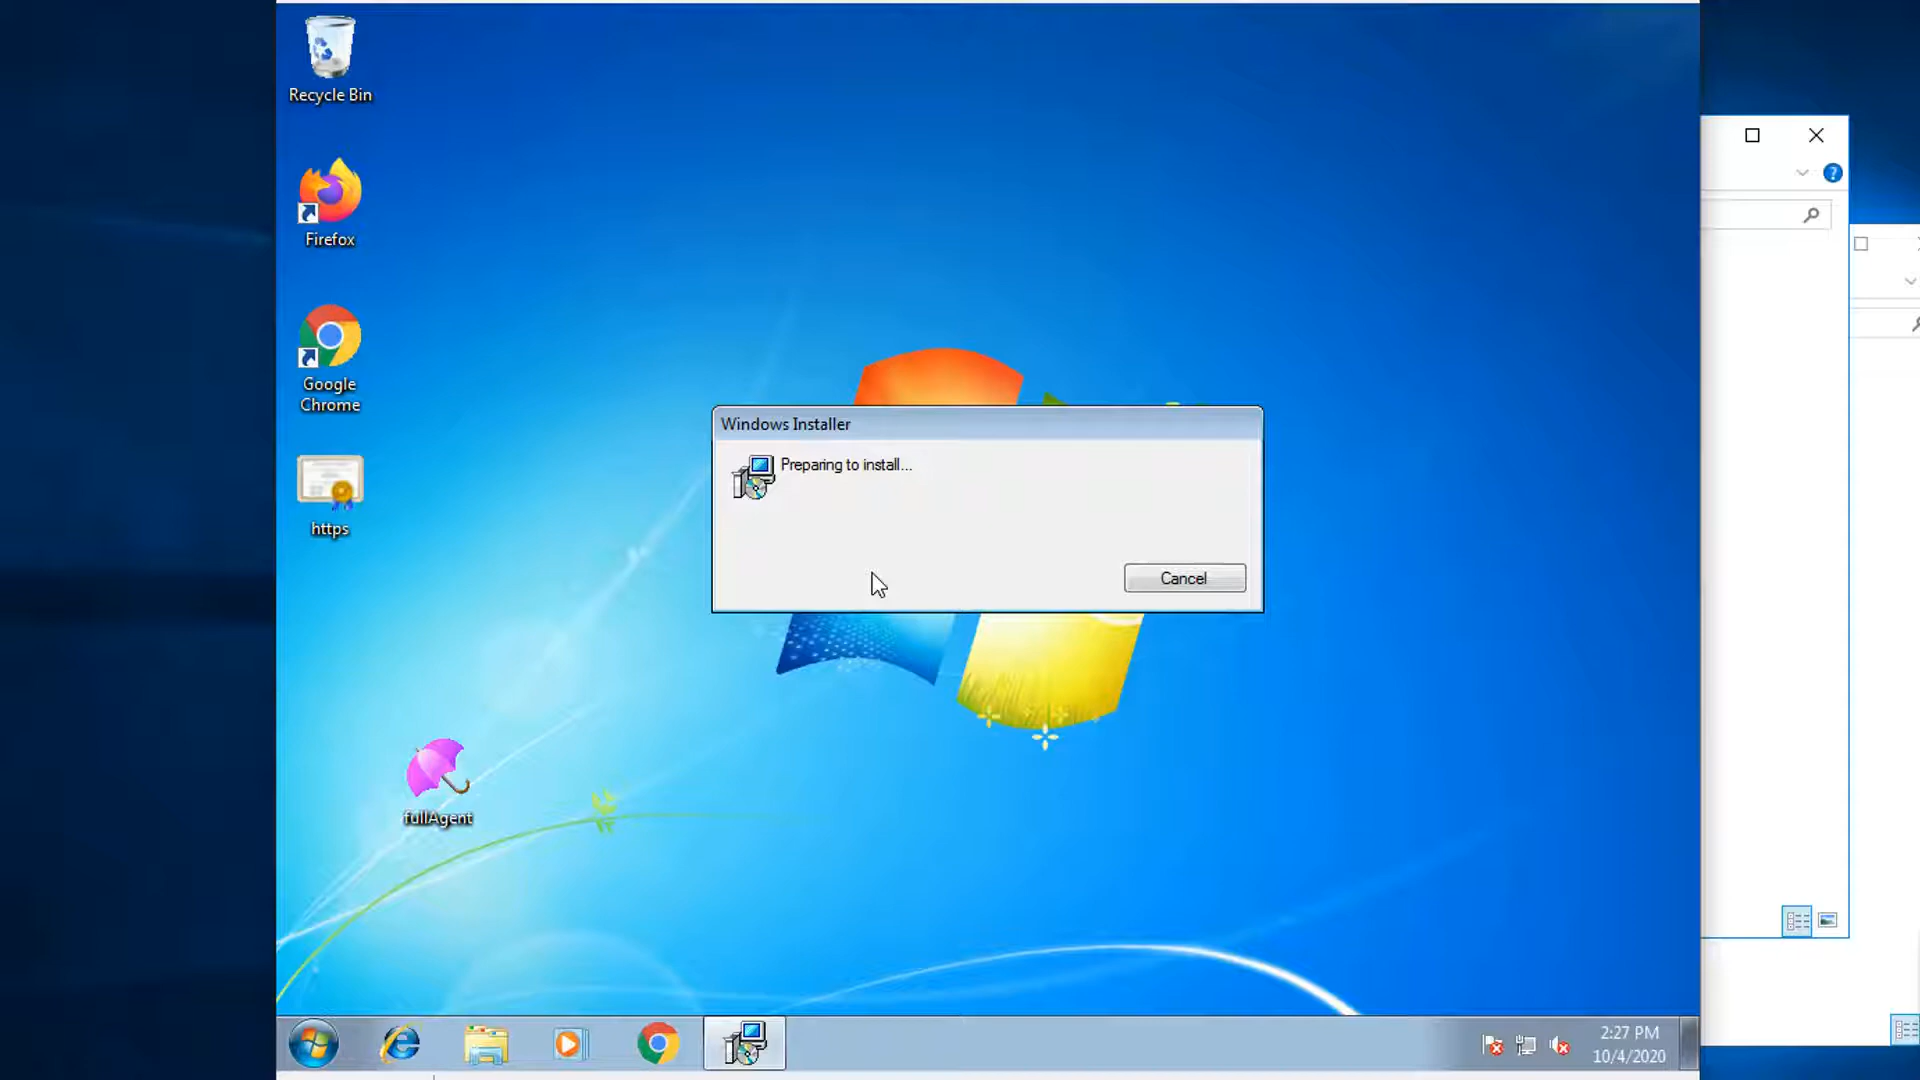 Recycle Bin
Firefox
Google
Chrome
https
Windows Installer
Preparing to install...
Cancel
fullAgent
2:27 PM
10/4/2020